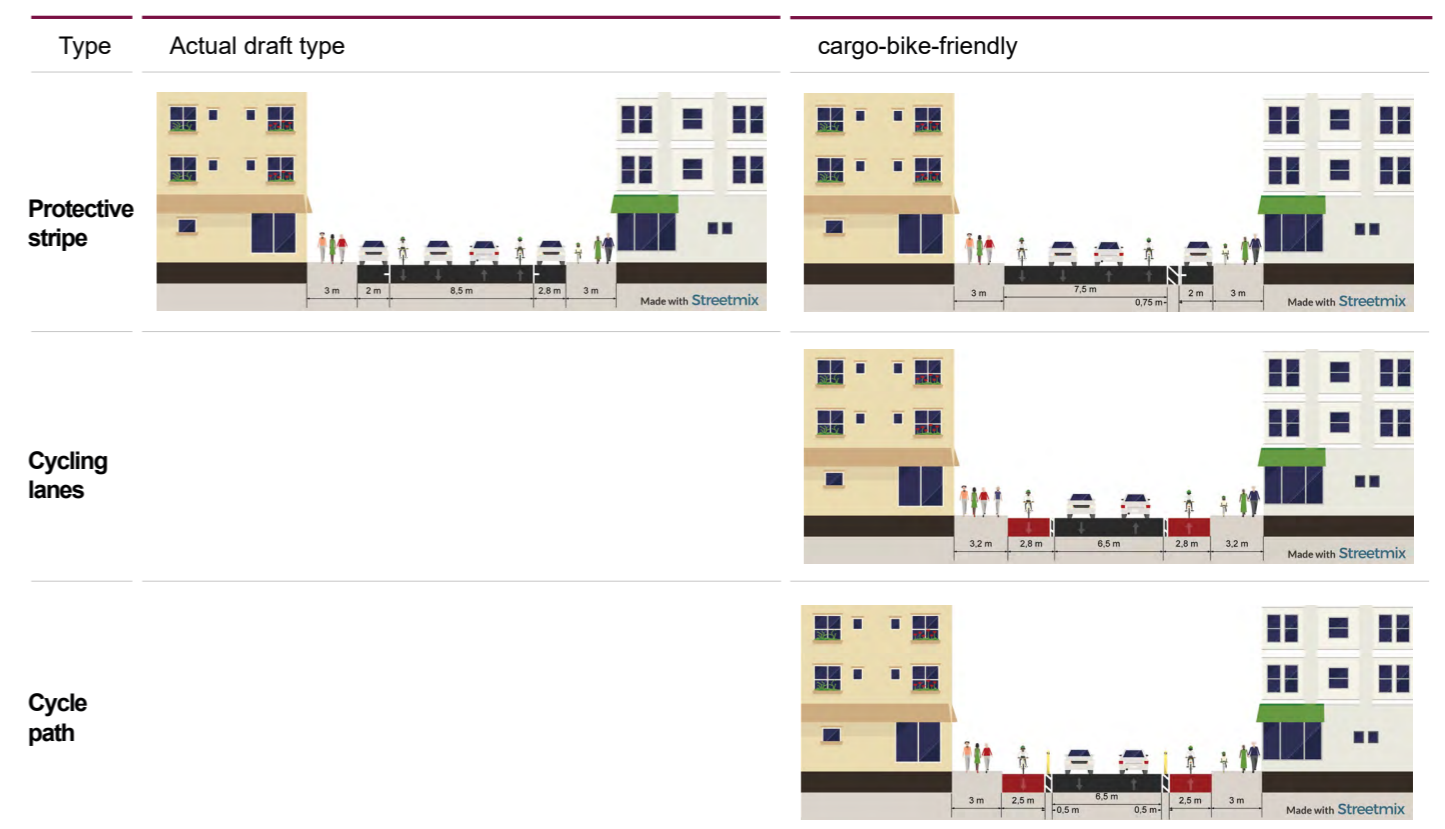 Type
Actual draft type
cargo-bike-friendly
Protective
stripe
3 m
2 m
8,5 m
2,8 m
3 m
Made with Streetmix
3 m
7,5 m
0,75 m
2 m
3 m
Made with Streetmix
Cycling
lanes
3,2 m
2,8 m
6,5 m
2,8 m
3,2 m
Made with Streetmix
Cycle
path
3 m
2,5 m
0,5 m
6,5 m
0,5 m
2,5 m
3 m
Made with Streetmix